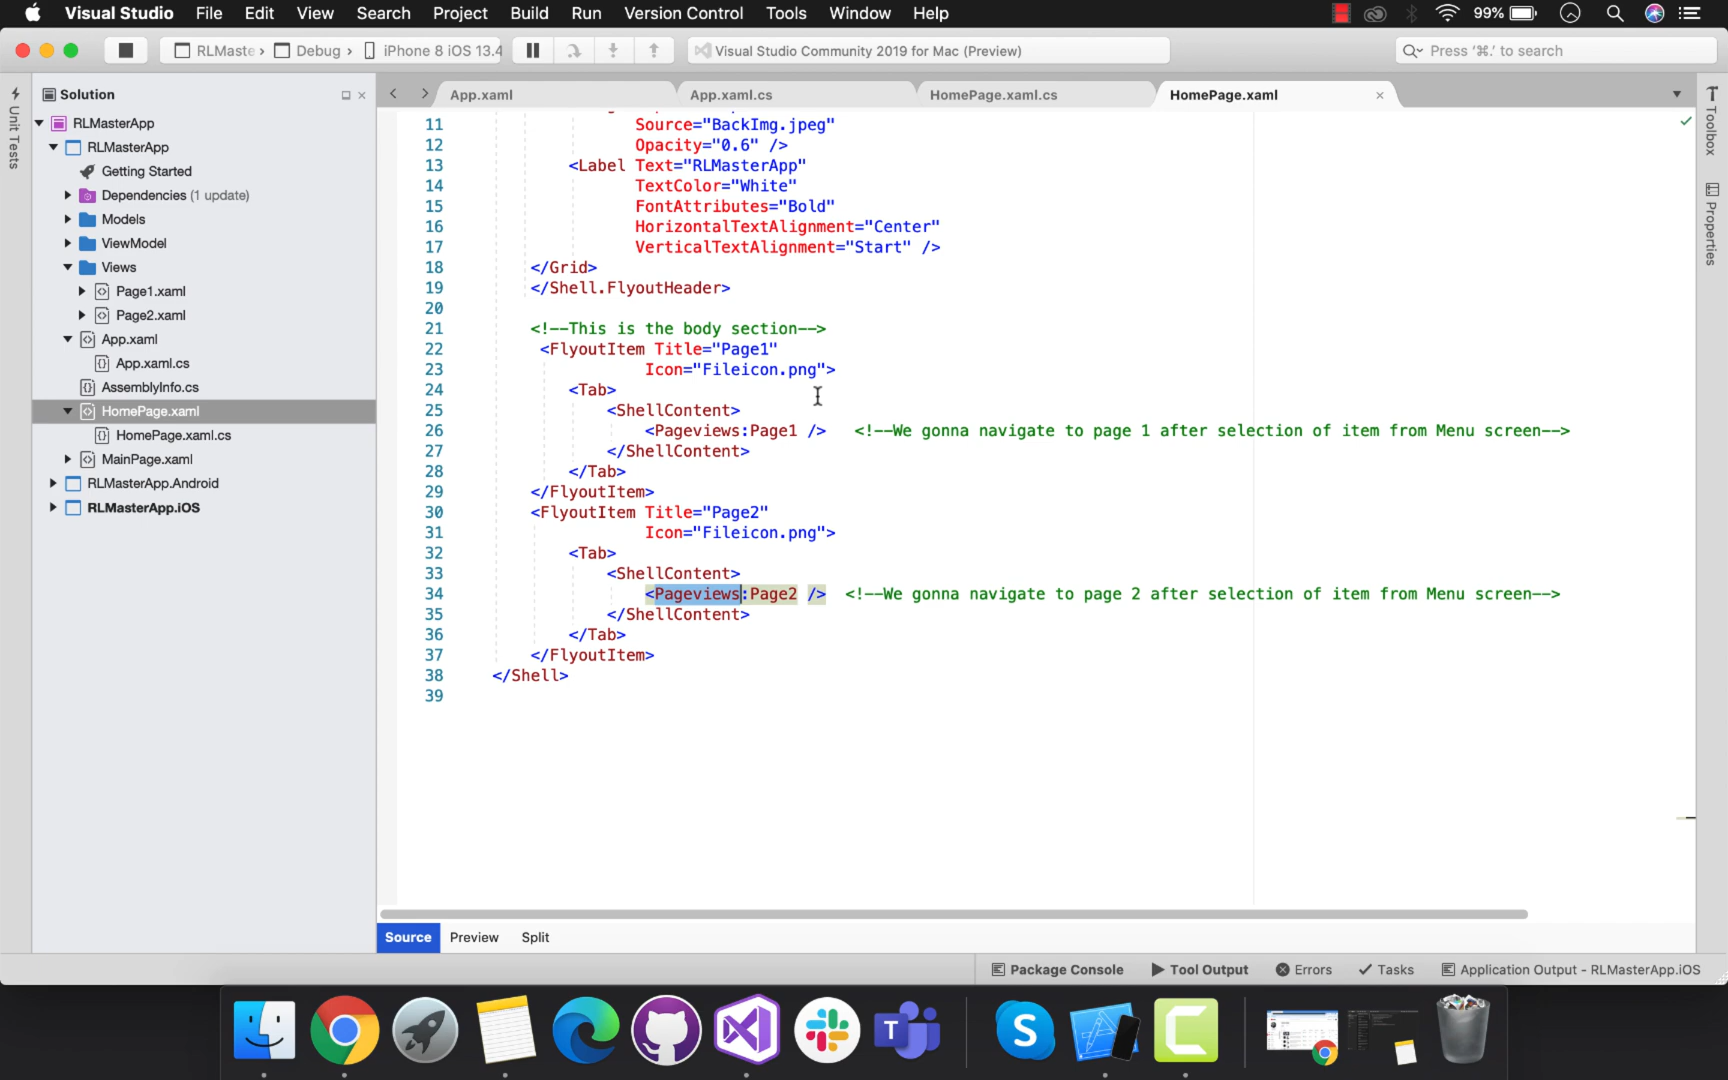 Visual Studio File Edit View Search Project Build Run Version Control Tools Window Help 99%
RLMaste › Debug › iPhone 8 iOS 13.4 Visual Studio Community 2019 for Mac (Preview) Press ‘⌘.’ to search
Unit Tests
Solution
RLMasterApp
RLMasterApp
Getting Started
Dependencies (1 update)
Models
ViewModel
Views
Page1.xaml
Page2.xaml
App.xaml
App.xaml.cs
AssemblyInfo.cs
HomePage.xaml
HomePage.xaml.cs
MainPage.xaml
RLMasterApp.Android
RLMasterApp.iOS
App.xaml App.xaml.cs HomePage.xaml.cs HomePage.xaml
11 Source="BackImg.jpeg"
12 Opacity="0.6" />
13 <Label Text="RLMasterApp"
14 TextColor="White"
15 FontAttributes="Bold"
16 HorizontalTextAlignment="Center"
17 VerticalTextAlignment="Start" />
18 </Grid>
19 </Shell.FlyoutHeader>
20
21 <!--This is the body section-->
22 <FlyoutItem Title="Page1"
23 Icon="Fileicon.png">
24 <Tab>
25 <ShellContent>
26 <Pageviews:Page1 /> <!--We gonna navigate to page 1 after selection of item from Menu screen-->
27 </ShellContent>
28 </Tab>
29 </FlyoutItem>
30 <FlyoutItem Title="Page2"
31 Icon="Fileicon.png">
32 <Tab>
33 <ShellContent>
34 <Pageviews:Page2 /> <!--We gonna navigate to page 2 after selection of item from Menu screen-->
35 </ShellContent>
36 </Tab>
37 </FlyoutItem>
38 </Shell>
39
Toolbox
Properties
Source Preview Split
Package Console Tool Output Errors Tasks Application Output - RLMasterApp.iOS